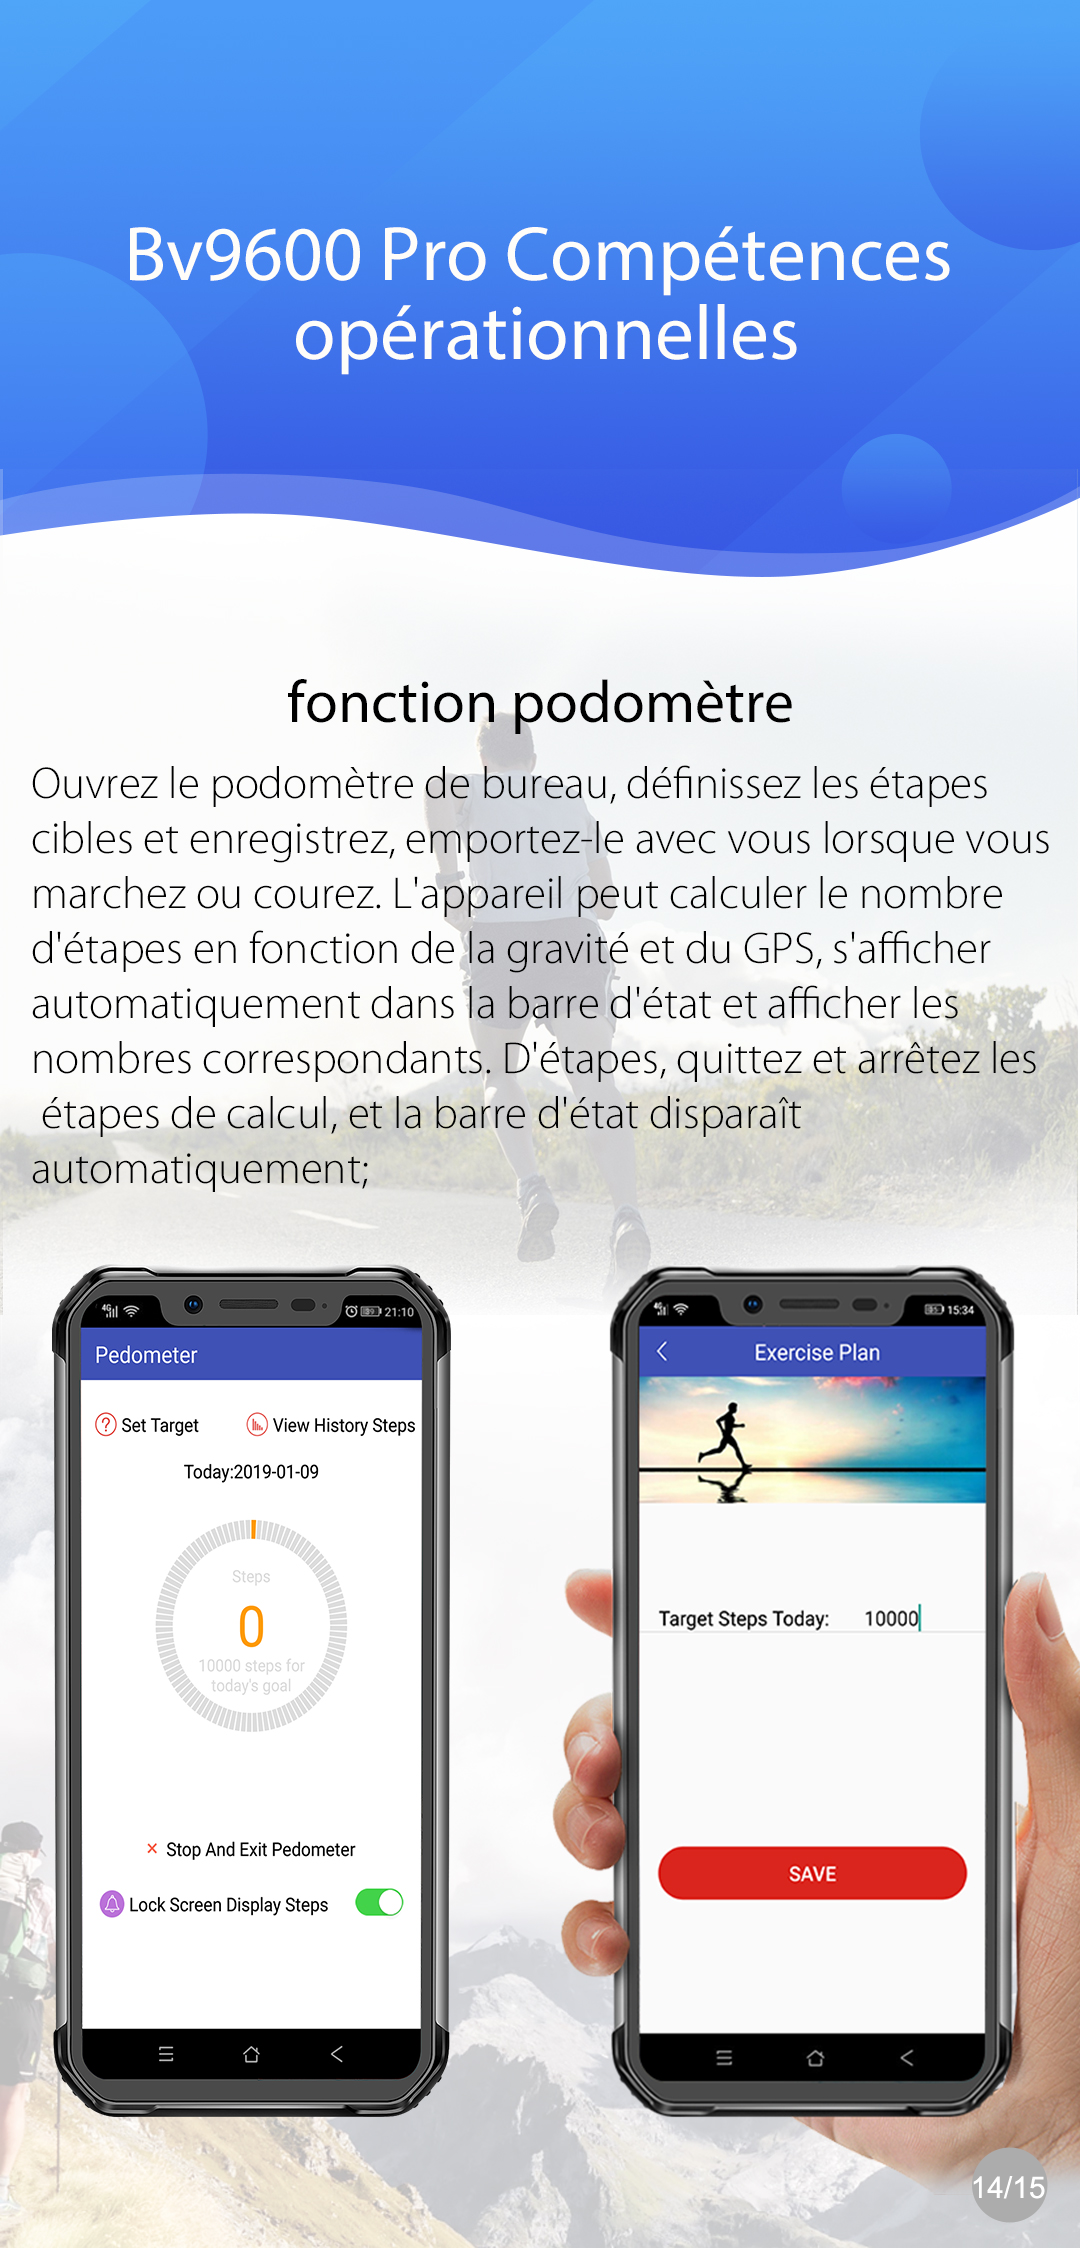 Bv9600 Pro Compétences
opérationnelles
fonction podomètre
Ouvrez le podomètre de bureau, définissez les étapes
cibles et enregistrez, emportez-le avec vous lorsque vous
marchez ou courez. L'appareil peut calculer le nombre
d'étapes en fonction de la gravité et du GPS, s'afficher
automatiquement dans la barre d'état et afficher les
nombres correspondants. D'étapes, quittez et arrêtez les
étapes de calcul, et la barre d'état disparaît
automatiquement;
4G 89 21:10
Pedometer
Set Target View History Steps
Today:2019-01-09
Steps
0
10000 steps for
today's goal
× Stop And Exit Pedometer
Lock Screen Display Steps
4G 15:34
Exercise Plan
Target Steps Today: 10000
SAVE
14/15